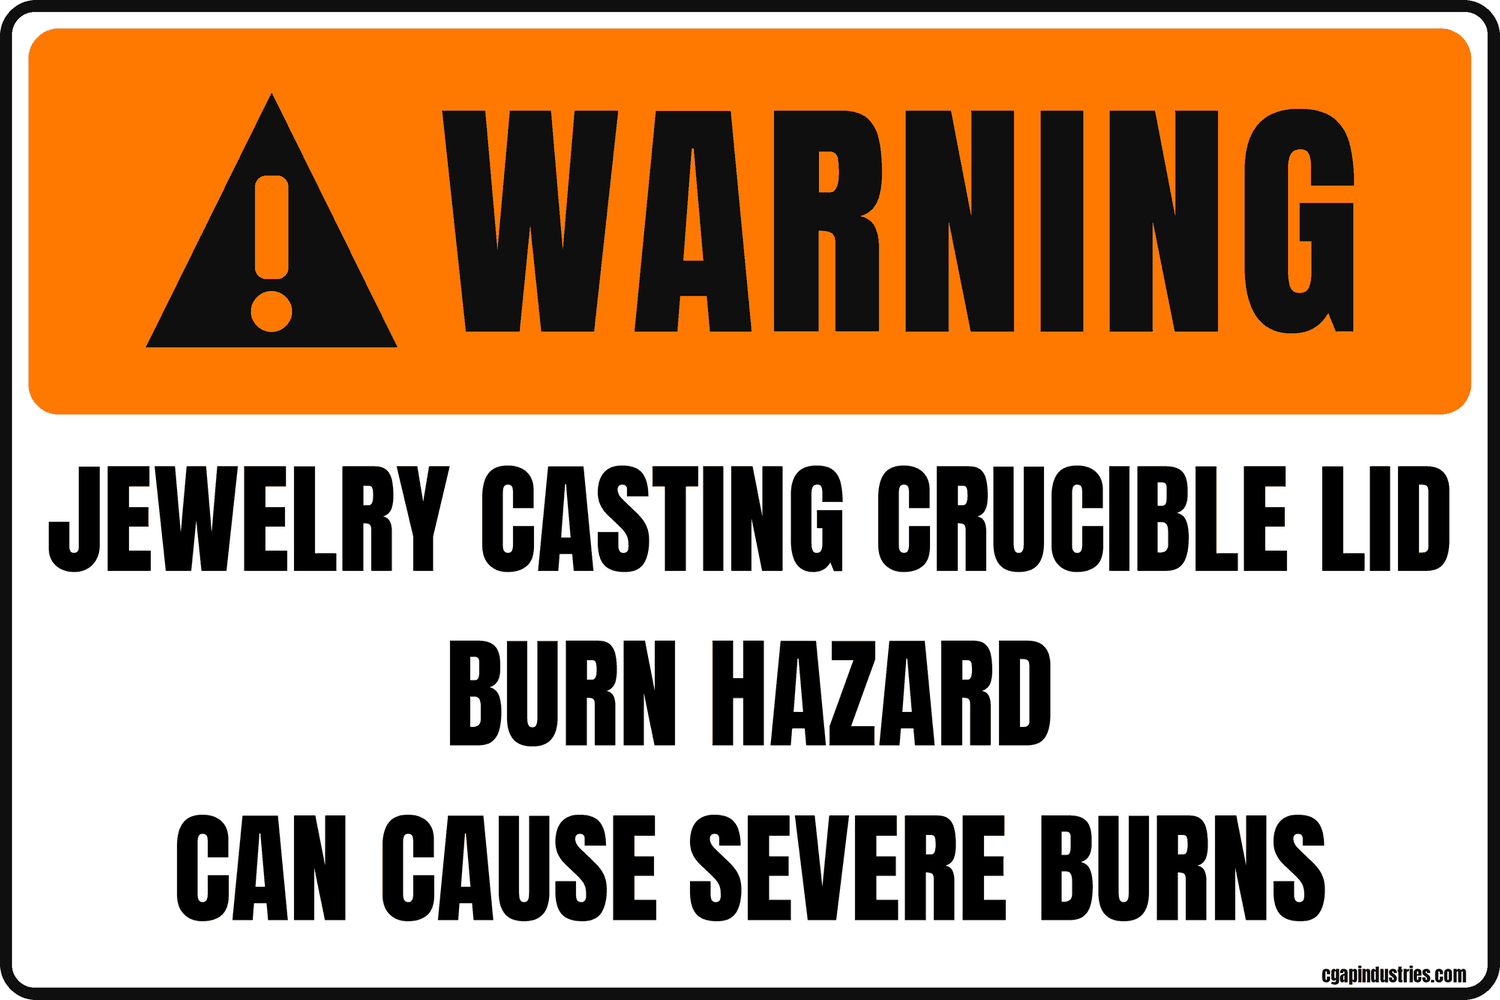 WARNING
JEWELRY CASTING CRUCIBLE LID
BURN HAZARD
CAN CAUSE SEVERE BURNS
cgapindustries.com